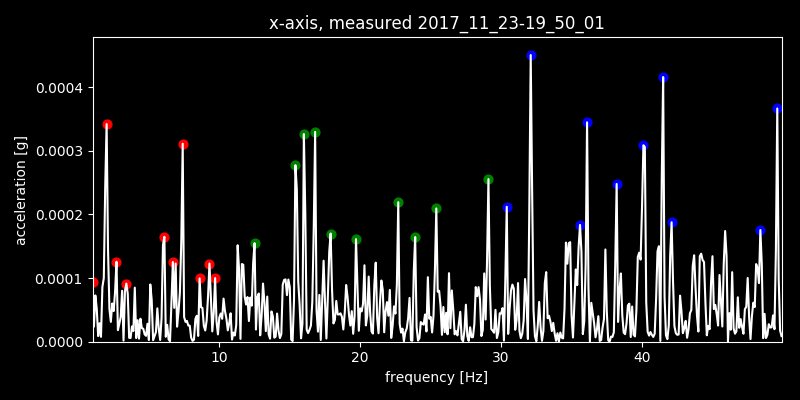 x-axis, measured 2017_11_23-19_50_01
acceleration [g]
0.0004
0.0003
0.0002
0.0001
0.0000
10 20 30 40
frequency [Hz]